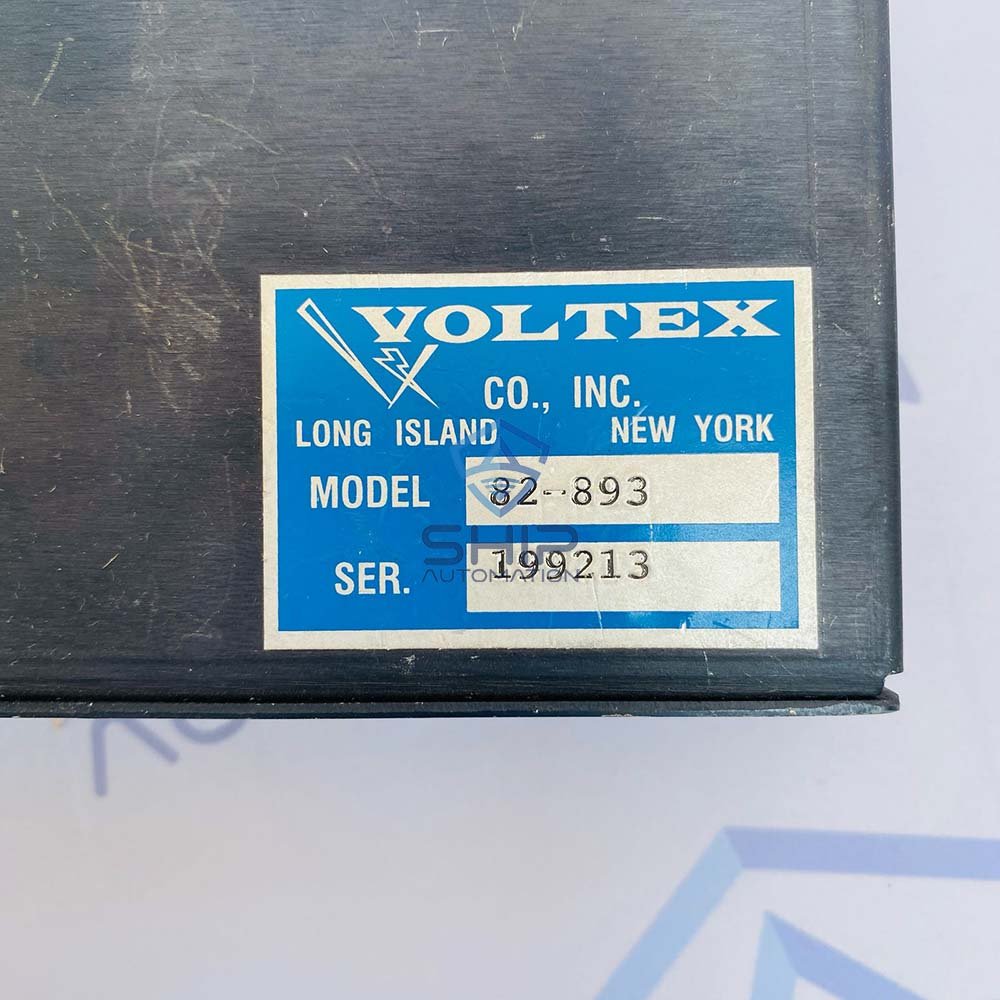 VOLTEX
CO., INC.
LONG ISLAND NEW YORK
MODEL 82-893
SHIP
AUTOMATION
SER. 199213